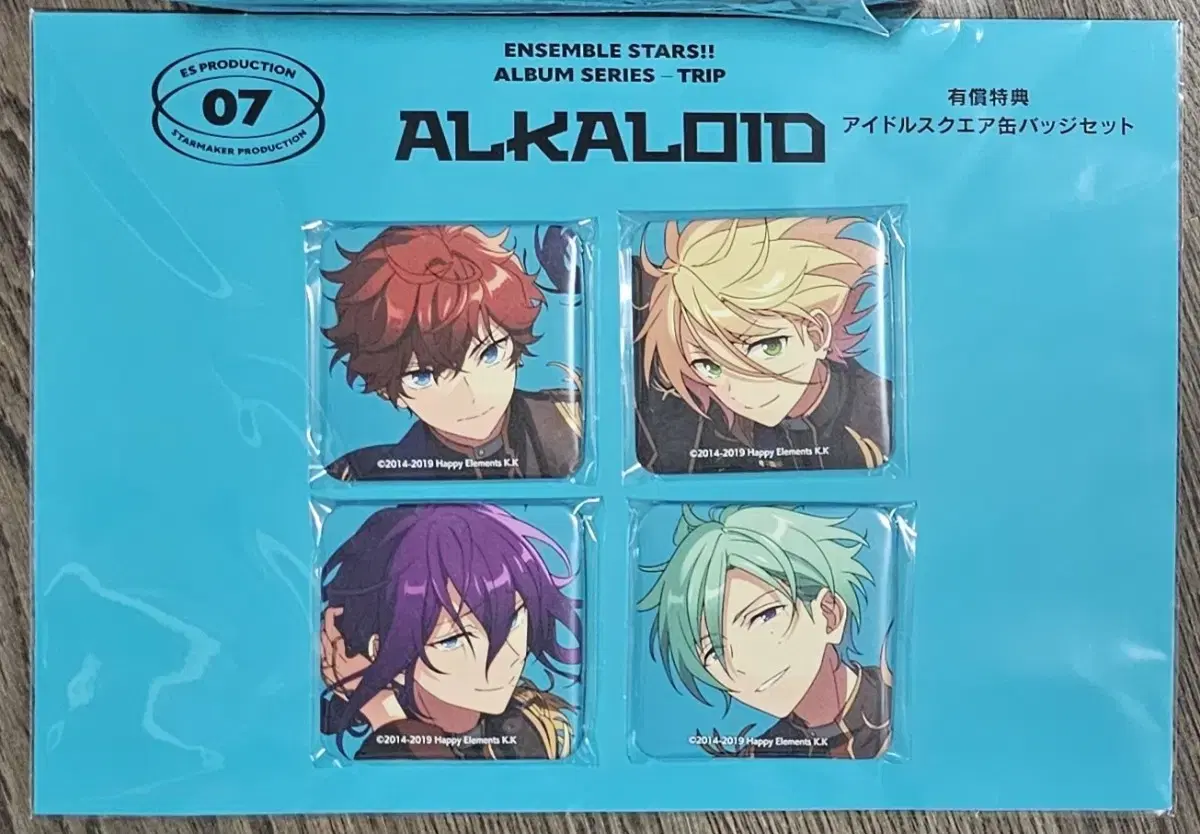 ES PRODUCTION
07
STARMAKER PRODUCTION
ENSEMBLE STARS!!
ALBUM SERIES – TRIP
ALKALOID
有償特典
アイドルスクエア缶バッジセット
©2014-2019 Happy Elements K.K
©2014-2019 Happy Elements K.K
©2014-2019 Happy Elements K.K
©2014-2019 Happy Elements K.K